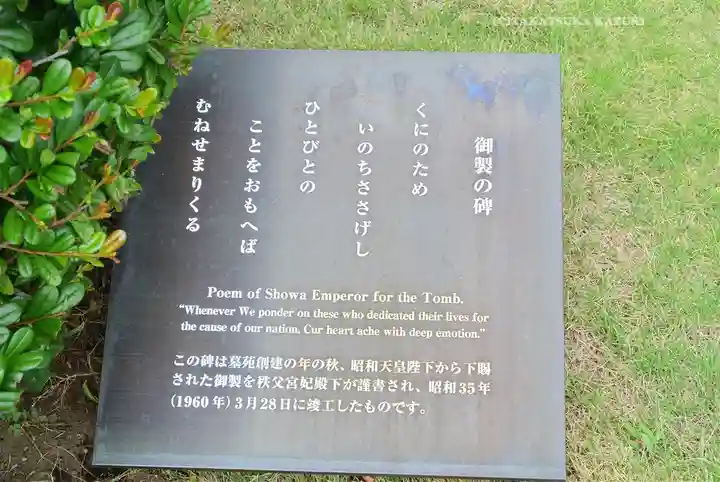 ©TAKATSUKA KAZUKI
御製の碑
くにのため
いのちささげし
ひとびとの
ことをおもへば
むねせまりくる
Poem of Showa Emperor for the Tomb.
“Whenever We ponder on these who dedicated their lives for
the cause of our nation, Cur heart ache with deep emotion.”
この碑は墓苑創建の年の秋、昭和天皇陛下から下賜
された御製を秩父宮妃殿下が謹書され、昭和35年
(1960年)3月28日に竣工したものです。